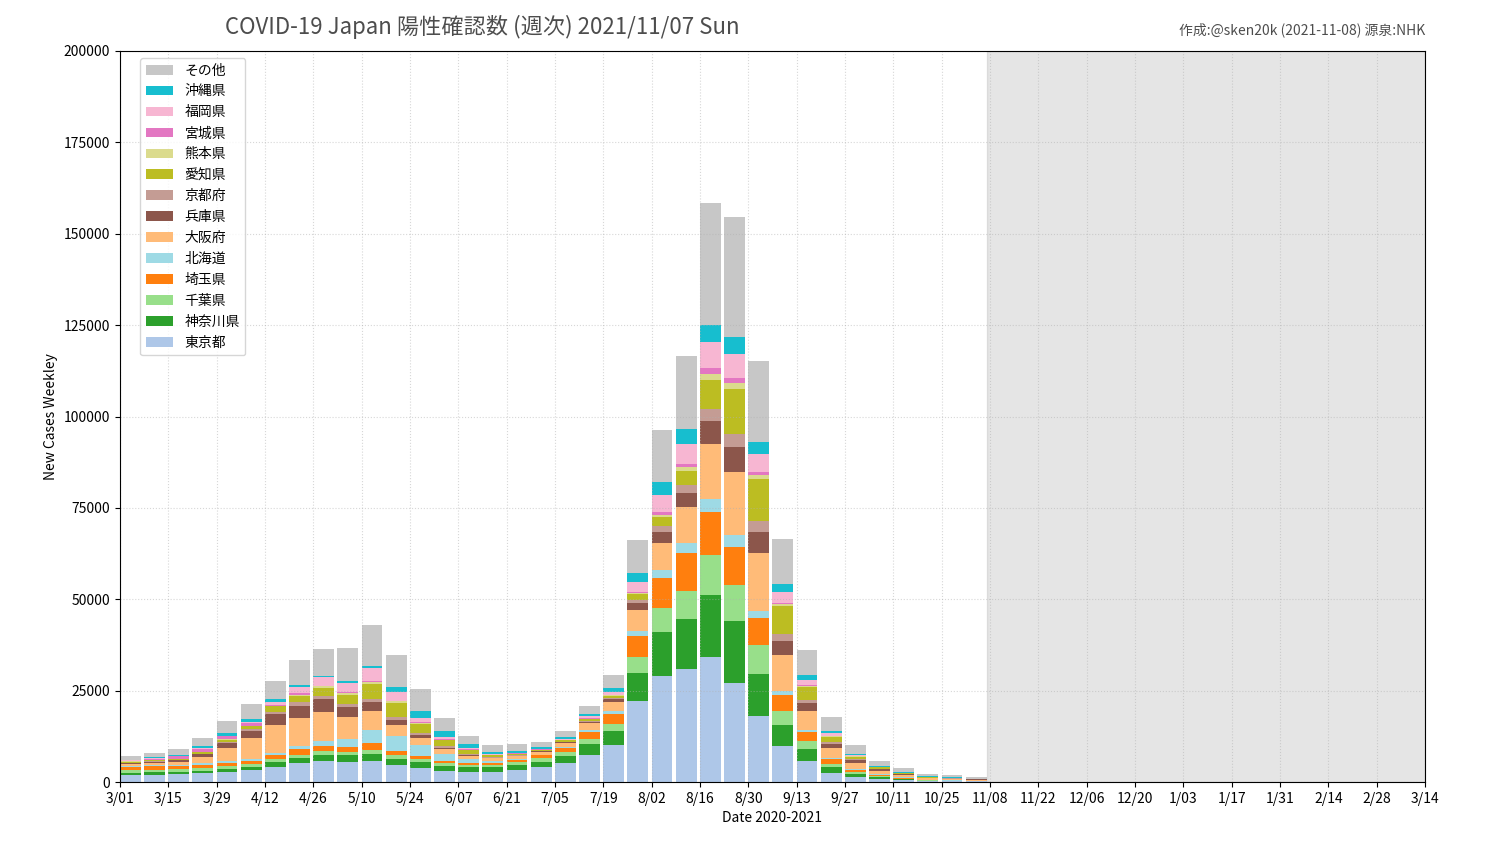 COVID-19 Japan 陽性確認数 (週次) 2021/11/07 Sun
作成:@sken20k (2021-11-08) 源泉:NHK
200000
175000
150000
125000
100000
75000
50000
25000
0
New Cases Weekley
その他
沖縄県
福岡県
宮城県
熊本県
愛知県
京都府
兵庫県
大阪府
北海道
埼玉県
千葉県
神奈川県
東京都
3/01 3/15 3/29 4/12 4/26 5/10 5/24 6/07 6/21 7/05 7/19 8/02 8/16 8/30 9/13 9/27 10/11 10/25 11/08 11/22 12/06 12/20 1/03 1/17 1/31 2/14 2/28 3/14
Date 2020-2021